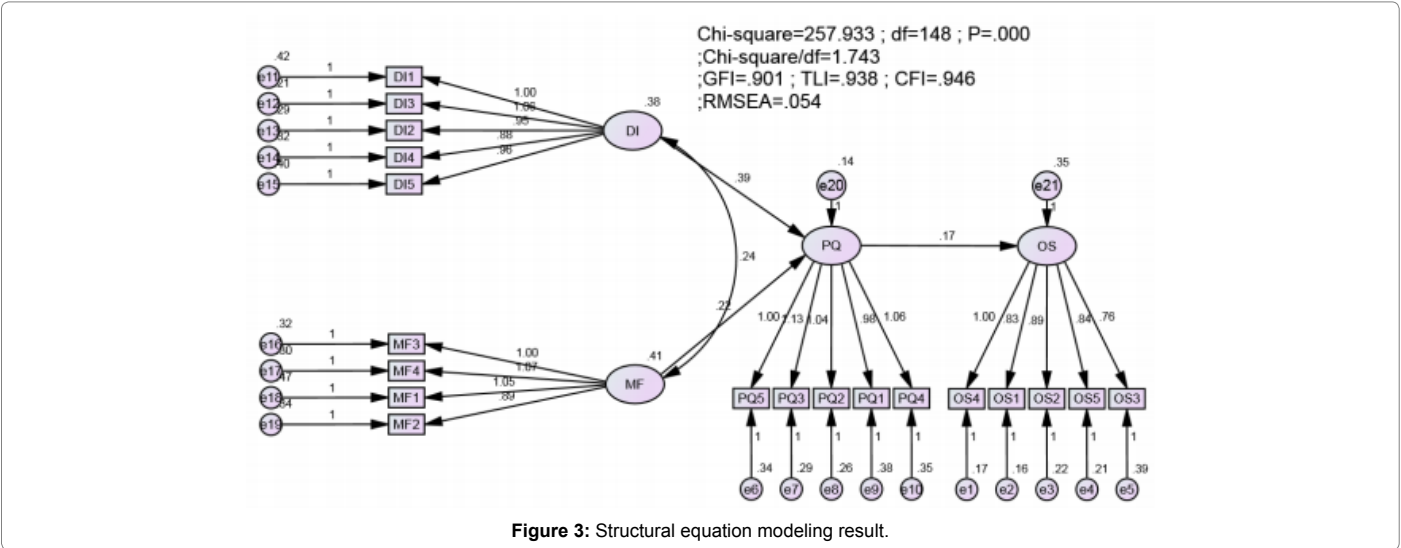 Chi-square=257.933 ; df=148 ; P=.000
;Chi-square/df=1.743
;GFI=.901 ; TLI=.938 ; CFI=.946
;RMSEA=.054
.42
e11 1 DI1 1.00
.21
e12 1 DI3
.29
e13 1 DI2 .95
e14 1 DI4 .88
e15 1 DI5 .96
DI .38
.39
.24
.22
.14
e20
1
PQ
.17
.35
e21
1
OS
.32
e16 1 MF3 1.00
e17 1 MF4 1.07
e18 1 MF1 1.05
e19 1 MF2 .89
MF .41
1.00 1.13 1.04 .98 1.06
1.00 .83 .89 .84 .76
PQ5 PQ3 PQ2 PQ1 PQ4
OS4 OS1 OS2 OS5 OS3
1 1 1 1 1
1 1 1 1 1
.34 .29 .26 .38 .35
.17 .16 .22 .21 .39
e6 e7 e8 e9 e10
e1 e2 e3 e4 e5
Figure 3: Structural equation modeling result.